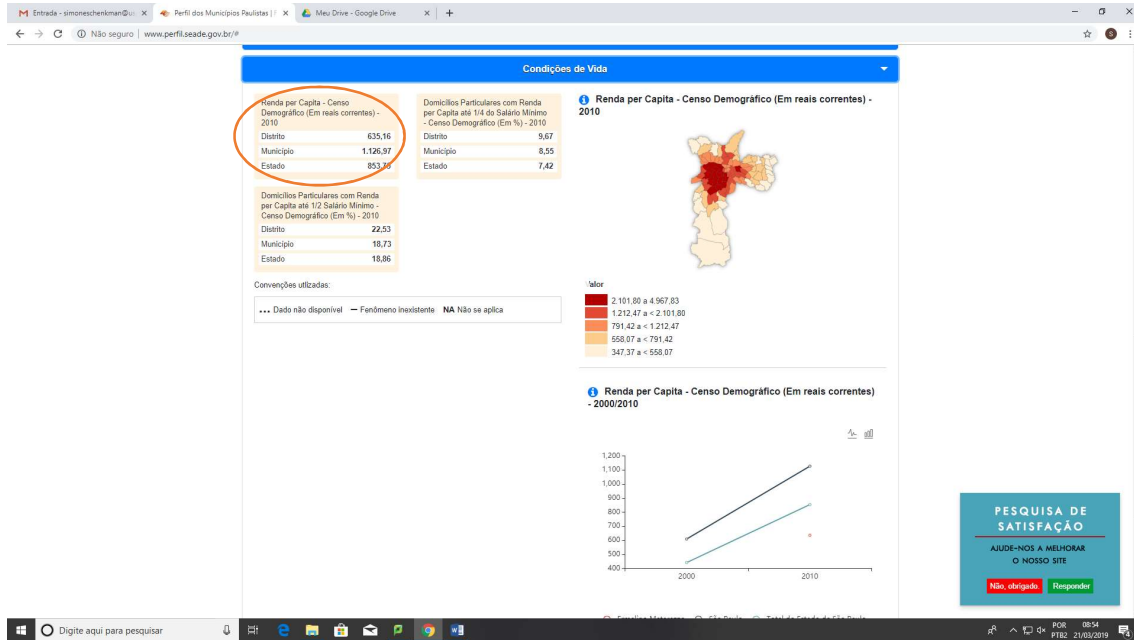 Entrada - simoneschenkman@us
Perfil dos Municípios Paulistas |
Meu Drive - Google Drive
Não seguro | www.perfil.seade.gov.br/#
Condições de Vida
Renda per Capita - Censo
Demográfico (Em reais correntes) -
2010
Distrito 635,16
Município 1.126,97
Estado 853,75
Domicílios Particulares com Renda
per Capita até 1/4 do Salário Mínimo
- Censo Demográfico (Em %) - 2010
Distrito 9,67
Município 8,55
Estado 7,42
Domicílios Particulares com Renda
per Capita até 1/2 Salário Mínimo -
Censo Demográfico (Em %) - 2010
Distrito 22,53
Município 18,73
Estado 18,86
Convenções utlizadas:
... Dado não disponível — Fenômeno inexistente NA Não se aplica
Renda per Capita - Censo Demográfico (Em reais correntes) -
2010
alor
2.101,80 a 4.967,83
1.212,47 a < 2.101,80
791,42 a < 1.212,47
558,07 a < 791,42
347,37 a < 558,07
Renda per Capita - Censo Demográfico (Em reais correntes)
- 2000/2010
1,200
1,100
1,000
900
800
700
600
500
400
2000 2010
PESQUISA DE
SATISFAÇÃO
AJUDE-NOS A MELHORAR
O NOSSO SITE
Não, obrigado. Responder
Digite aqui para pesquisar
POR 08:54
PTB2 21/03/2019